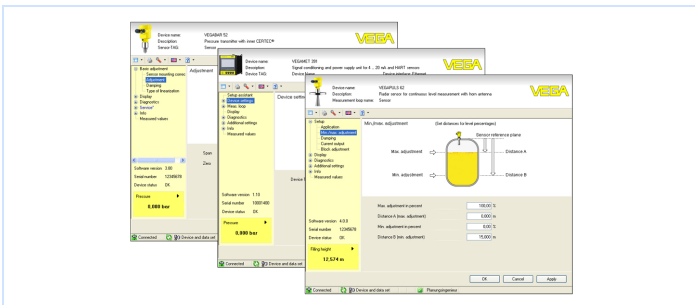 Device name VEGABAR 52
Description Pressure transmitter with inner CERTEC®
Sensor TAG: Sensor
VEGA
Basic adjustment
Sensor mounting correc
Adjustment
Damping
Type of linearization
Display
Diagnostics
Service
Info
Measured values
Adjustment
Span
Zero
Software version 3.80
Serial number 12345678
Device status OK
Pressure
0,000 bar
Connected
Device and data set
Device name VEGAMET 391
Description Signal conditioning and power supply unit for 4 ... 20 mA and HART sensors
Device TAG: Device Name Device interface: Ethernet
VEGA
Setup assistant
Device settings
Meas. loop
Display
Diagnostics
Additional settings
Info
Measured values
Device settin
Device T
Software version 1.10
Serial number 10001480
Device status OK
Pressure
0,000 bar
Connected
Device and data set
Device name VEGAPULS 62
Description Radar sensor for continuous level measurement with horn antenna
Measurement loop name: Sensor
VEGA
Setup
Application
Min./max. adjustment
Damping
Current output
Block adjustment
Display
Diagnostics
Additional settings
Info
Measured values
Min./max. adjustment (Set distances for level percentages)
Sensor reference plane
Max. adjustment
Distance A
Min. adjustment
Distance B
Max. adjustment in percent 100,00 %
Distance A (max. adjustment) 0,000 m
Min. adjustment in percent 0,00 %
Distance B (min. adjustment) 15,000 m
Software version 4.0.0
Serial number 12345678
Device status OK
Filling height
12,574 m
OK Cancel Apply
Connected Device and data set Planungsingenieur